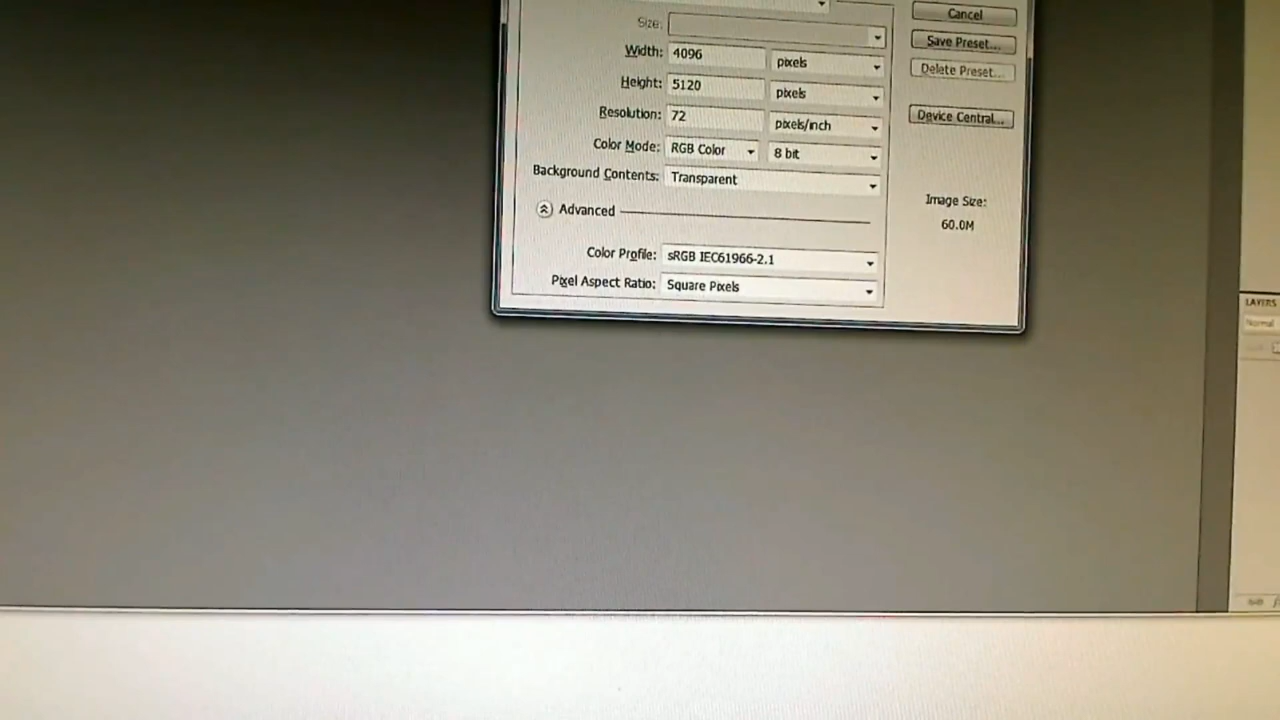 Cancel
Size:
Save Preset...
Width: 4096 pixels
Delete Preset...
Height: 5120 pixels
Resolution: 72 pixels/inch
Device Central...
Color Mode: RGB Color 8 bit
Background Contents: Transparent
Image Size:
60.0M
Advanced
Color Profile: sRGB IEC61966-2.1
Pixel Aspect Ratio: Square Pixels
LAYERS
Normal